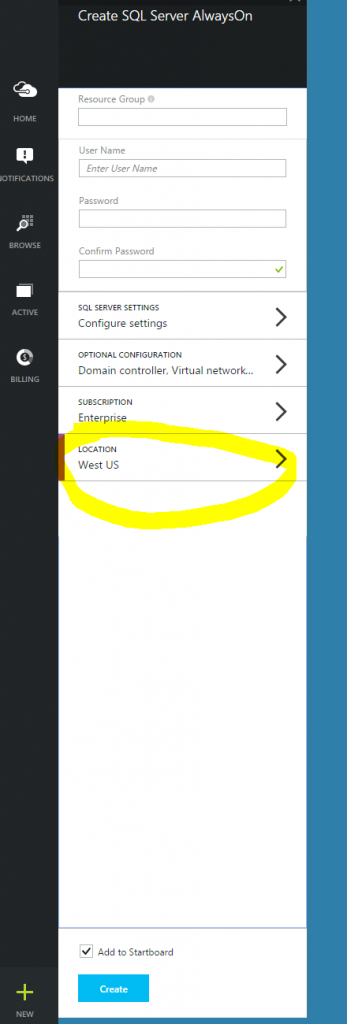 Create SQL Server AlwaysOn
HOME
NOTIFICATIONS
BROWSE
ACTIVE
BILLING
NEW
Resource Group
User Name
Enter User Name
Password
Confirm Password
SQL SERVER SETTINGS
Configure settings
OPTIONAL CONFIGURATION
Domain controller, Virtual network...
SUBSCRIPTION
Enterprise
LOCATION
West US
Add to Startboard
Create